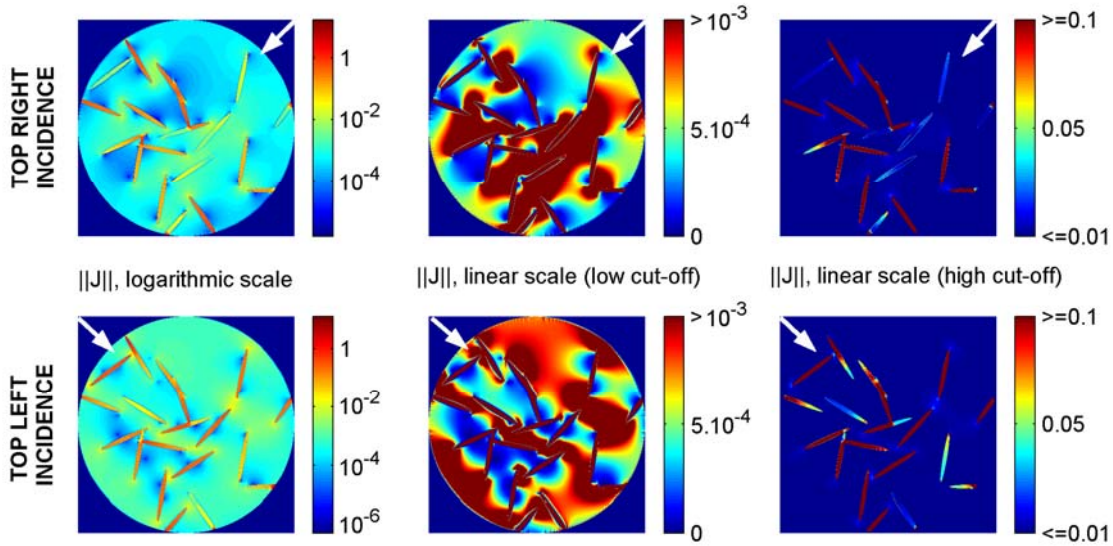 TOP RIGHT
INCIDENCE
1
10-2
10-4
>10-3
5.10-4
0
>=0.1
0.05
<=0.01
||J||, logarithmic scale
||J||, linear scale (low cut-off)
||J||, linear scale (high cut-off)
TOP LEFT
INCIDENCE
1
10-2
10-4
10-6
>10-3
5.10-4
0
>=0.1
0.05
<=0.01